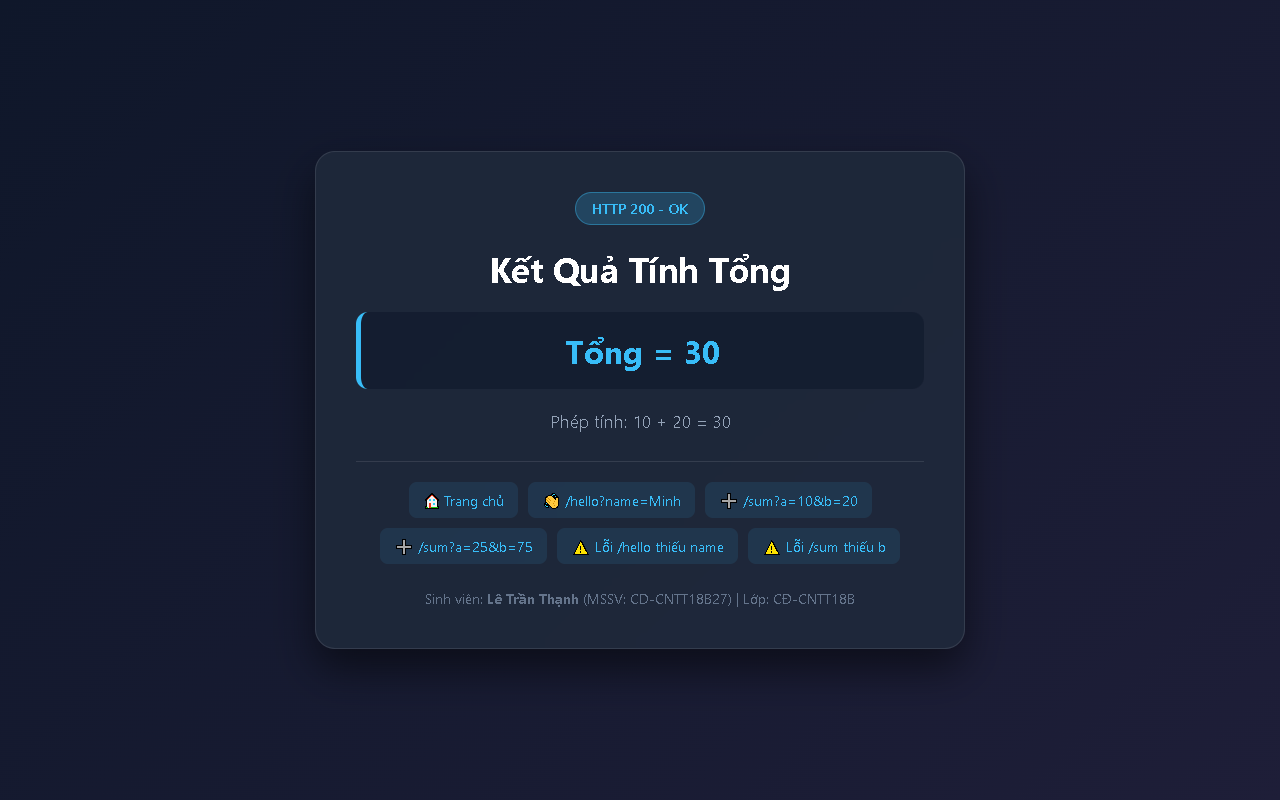 HTTP 200 - OK
Kết Quả Tính Tổng
Tổng = 30
Phép tính: 10 + 20 = 30
🏠 Trang chủ 👋 /hello?name=Minh ➕ /sum?a=10&b=20
➕ /sum?a=25&b=75 ⚠️ Lỗi /hello thiếu name ⚠️ Lỗi /sum thiếu b
Sinh viên: Lê Trần Thạnh (MSSV: CD-CNTT18B27) | Lớp: CĐ-CNTT18B